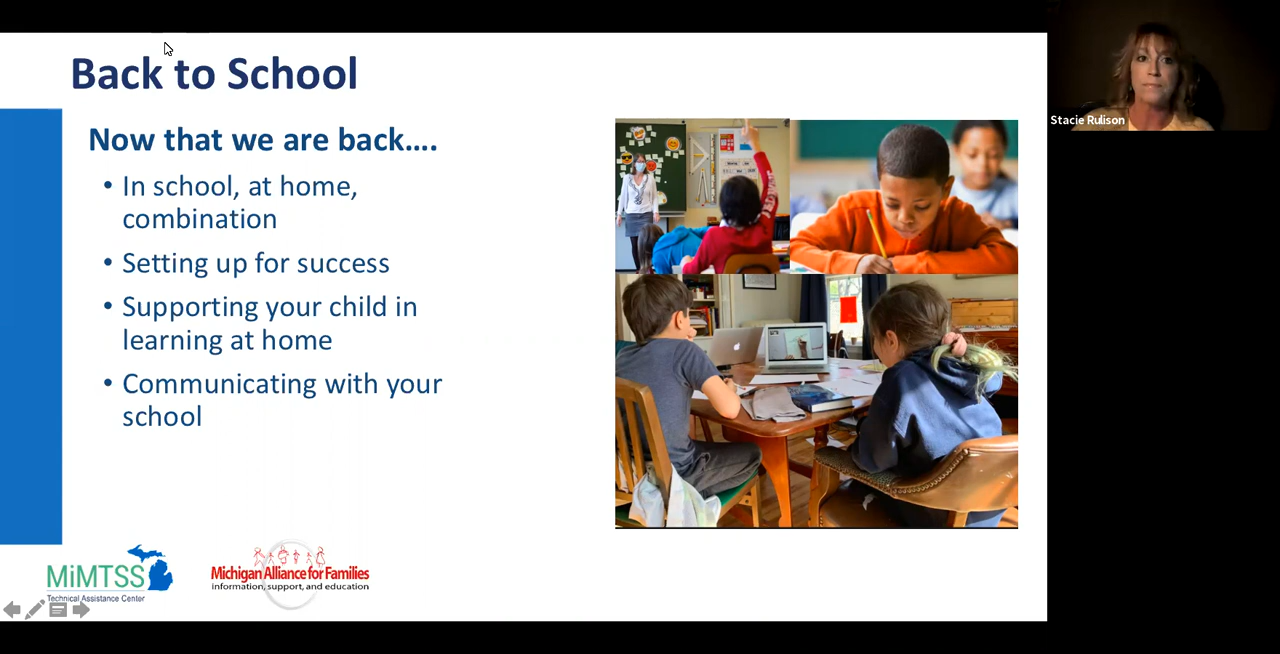 Back to School
Now that we are back….
• In school, at home,
combination
• Setting up for success
• Supporting your child in
learning at home
• Communicating with your
school
MiMTSS
Technical Assistance Center
Michigan Alliance for Families
information, support, and education
Stacie Rulison